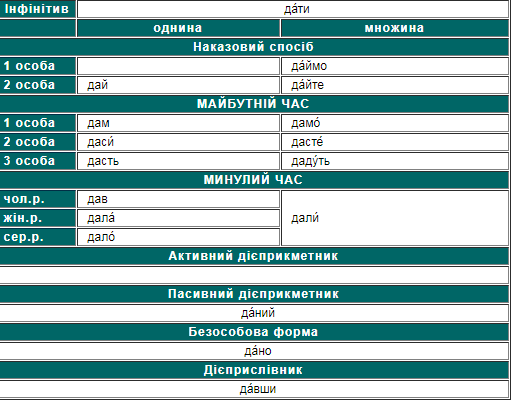 Інфінітив да́ти
однина множина
Наказовий спосіб
1 особа да́ймо
2 особа дай да́йте
МАЙБУТНІЙ ЧАС
1 особа дам дамо́
2 особа даси́ дасте́
3 особа дасть даду́ть
МИНУЛИЙ ЧАС
чол.р. дав
жін.р. дала́ дали́
сер.р. дало́
Активний дієприкметник
Пасивний дієприкметник
да́ний
Безособова форма
да́но
Дієприслівник
да́вши